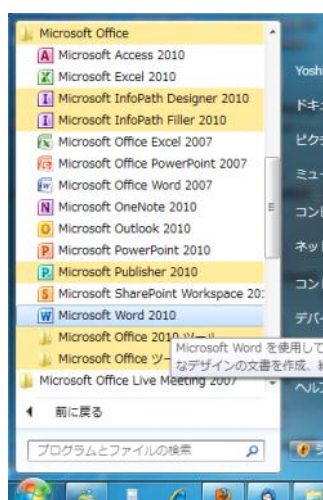 Microsoft Office
Microsoft Access 2010
Microsoft Excel 2010
Microsoft InfoPath Designer 2010
Microsoft InfoPath Filler 2010
Microsoft Office Excel 2007
Microsoft Office PowerPoint 2007
Microsoft Office Word 2007
Microsoft OneNote 2010
Microsoft Outlook 2010
Microsoft PowerPoint 2010
Microsoft Publisher 2010
Microsoft SharePoint Workspace 20
Microsoft Word 2010
Microsoft Office 2010 ツール
Microsoft Office ツー
Microsoft Word を使用して
なデザインの文書を作成、
Microsoft Office Live Meeting 2007
前に戻る
プログラムとファイルの検索
Yoshi
ドキ
ピク
ミュー
コン
ネッ
コン
デバイ
ヘル